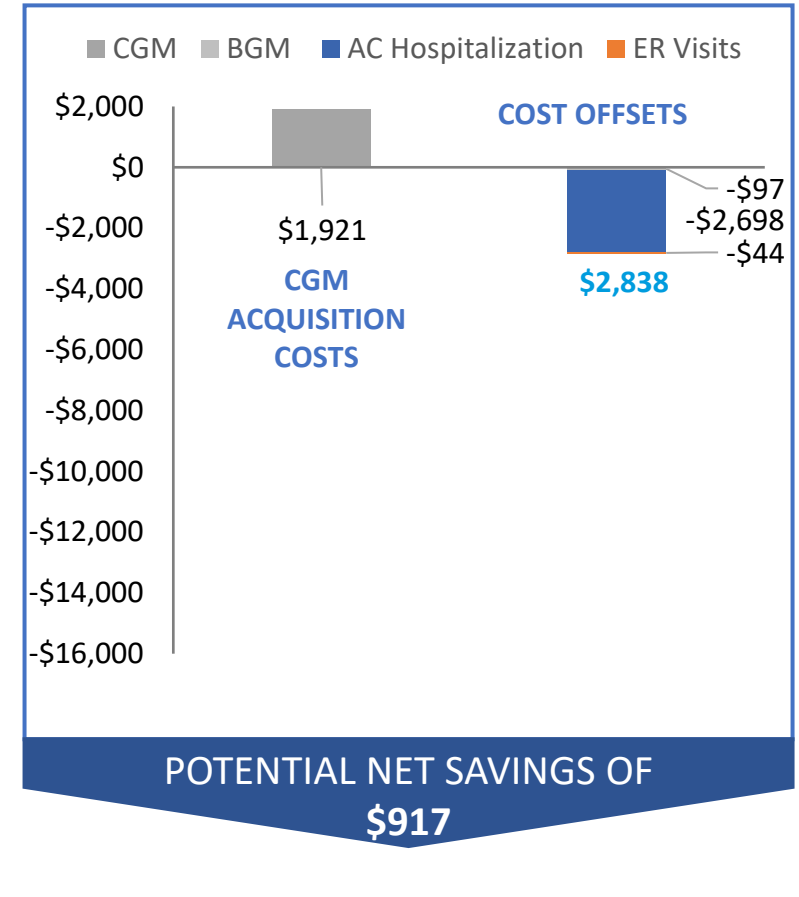 CGM BGM AC Hospitalization ER Visits
$2,000
$0
-$2,000
-$4,000
-$6,000
-$8,000
-$10,000
-$12,000
-$14,000
-$16,000
$1,921
CGM
ACQUISITION
COSTS
COST OFFSETS
-$97
-$2,698
-$44
$2,838
POTENTIAL NET SAVINGS OF
$917